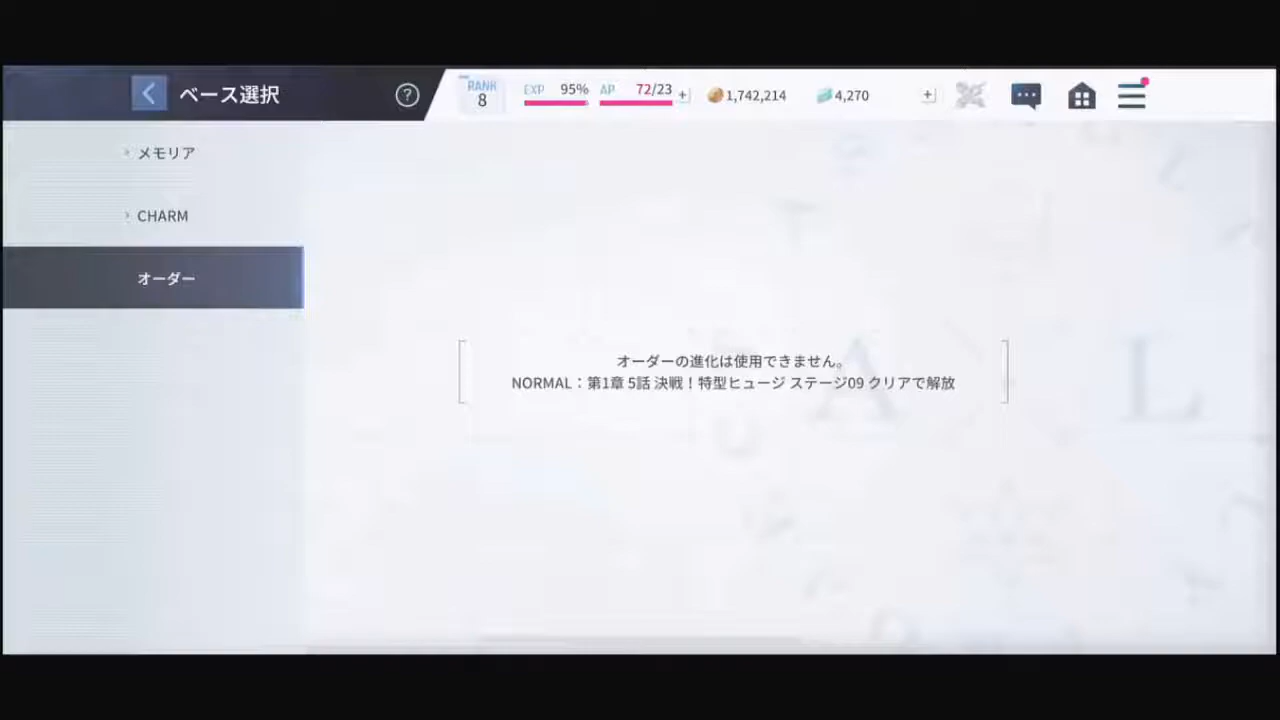 ベース選択
?
RANK
8
EXP 95%
AP 72/23
1,742,214
4,270
メモリア
CHARM
オーダー
オーダーの進化は使用できません。
NORMAL：第1章 5話 決戦！特型ヒュージ ステージ09 クリアで解放
A
L